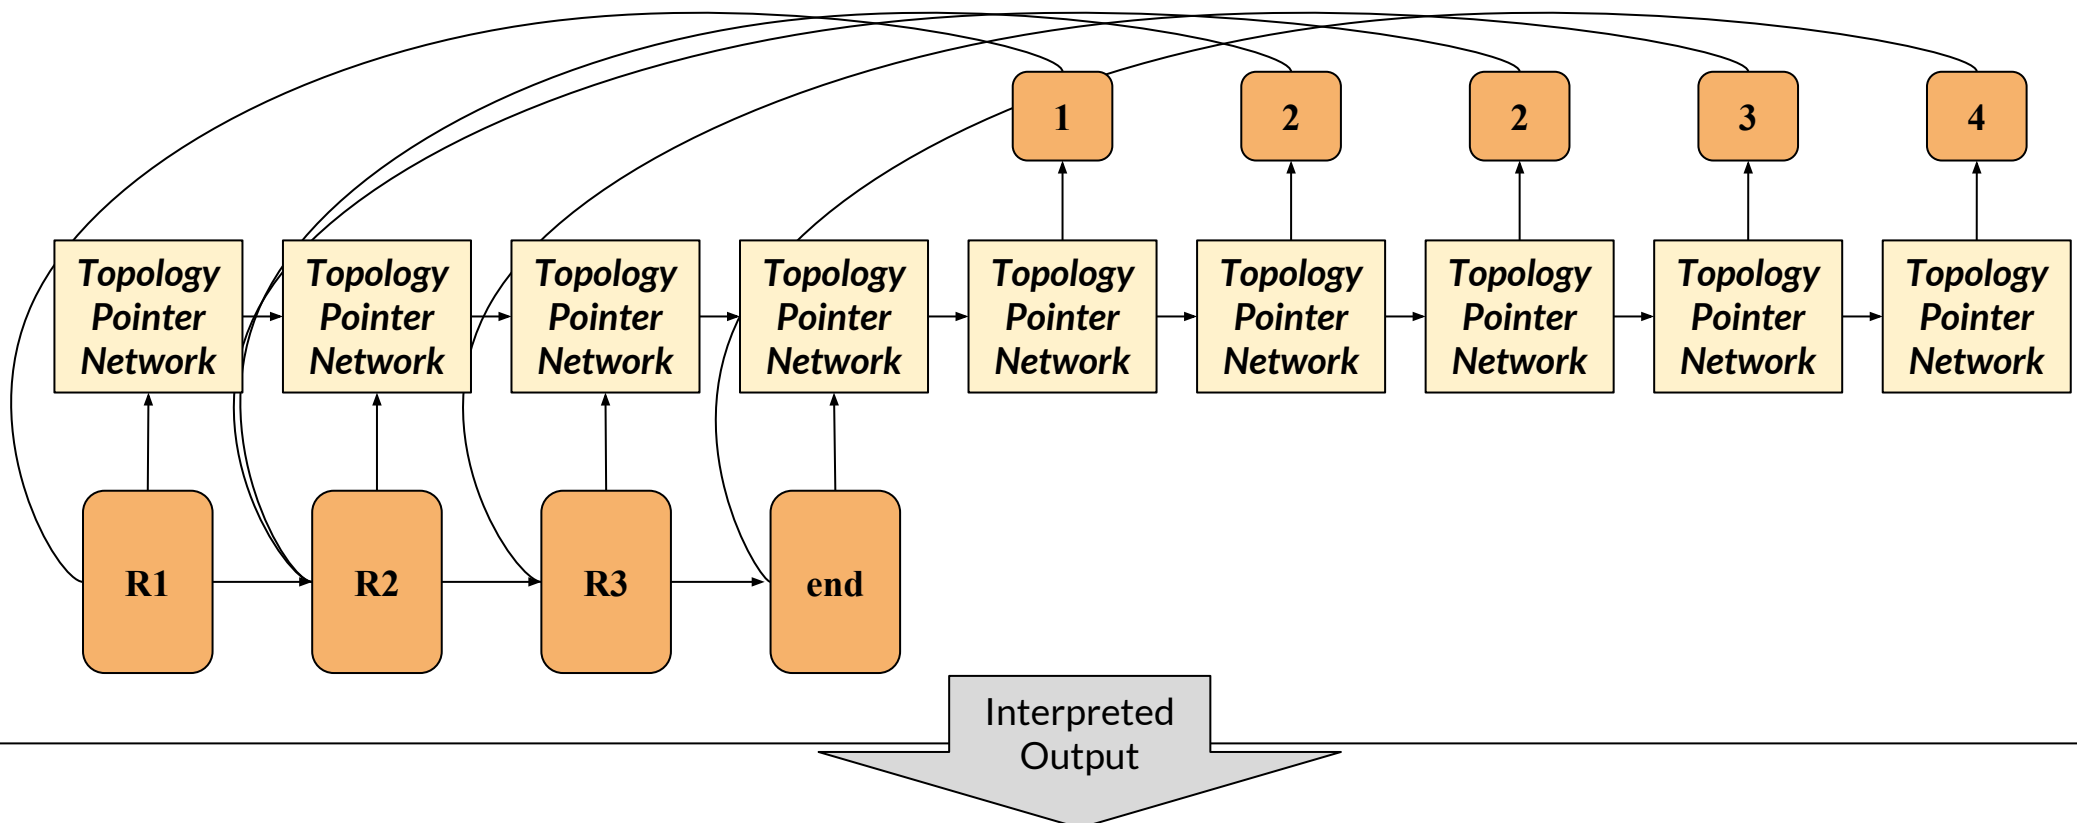 1
2
2
3
4
Topology
Pointer
Network
Topology
Pointer
Network
Topology
Pointer
Network
Topology
Pointer
Network
Topology
Pointer
Network
Topology
Pointer
Network
Topology
Pointer
Network
Topology
Pointer
Network
Topology
Pointer
Network
R1
R2
R3
end
Interpreted
Output